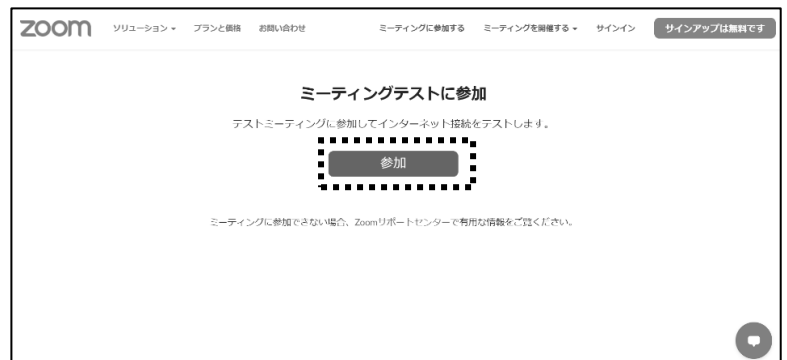 zoom ソリューション プランと価格 お問い合わせ ミーティングに参加する ミーティングを開催する サインイン サインアップは無料です
ミーティングテストに参加
テストミーティングに参加してインターネット接続をテストします。
参加
ミーティングに参加できない場合、Zoomリポートセンターで有用な情報をご覧ください。